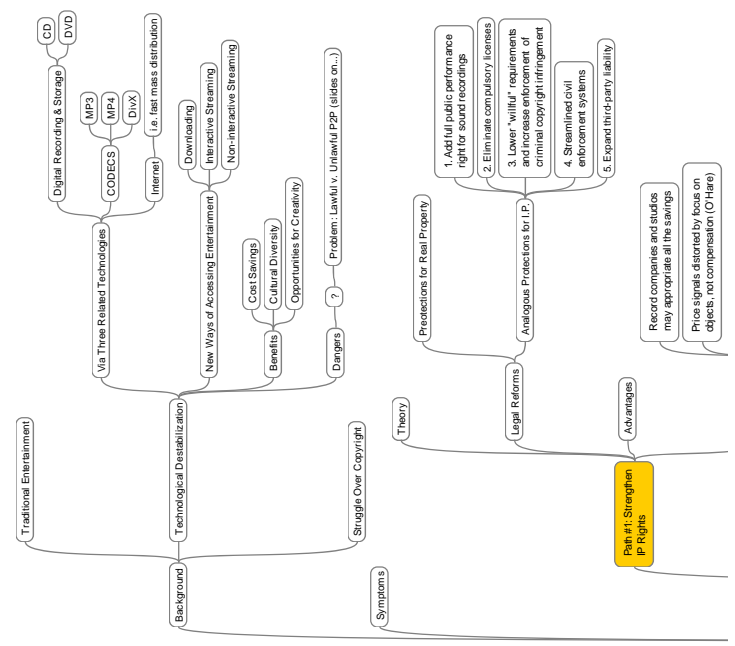 Background
Traditional Entertainment
Technological Destabilization
Via Three Related Technologies
Digital Recording & Storage
CD
DVD
CODECS
MP3
MP4
DivX
Internet
i.e. fast mass distribution
New Ways of Accessing Entertainment
Downloading
Interactive Streaming
Non-interactive Streaming
Benefits
Cost Savings
Cultural Diversity
Opportunities for Creativity
Dangers
?
Problem: Lawful v. Unlawful P2P (slides on...)
Struggle Over Copyright
Symptoms
Path #1: Strengthen
IP Rights
Theory
Legal Reforms
Preotections for Real Property
Analogous Protections for I.P.
1. Add full public performance
right for sound recordings
2. Eliminate compulsory licenses
3. Lower "willful" requirements
and increase enforcement of
criminal copyright infringement
4. Streamlined civil
enforcement systems
5. Expand third-party liability
Advantages
Record companies and studios
may appropriate all the savings
Price signals distorted by focus on
objects, not compensation (O'Hare)